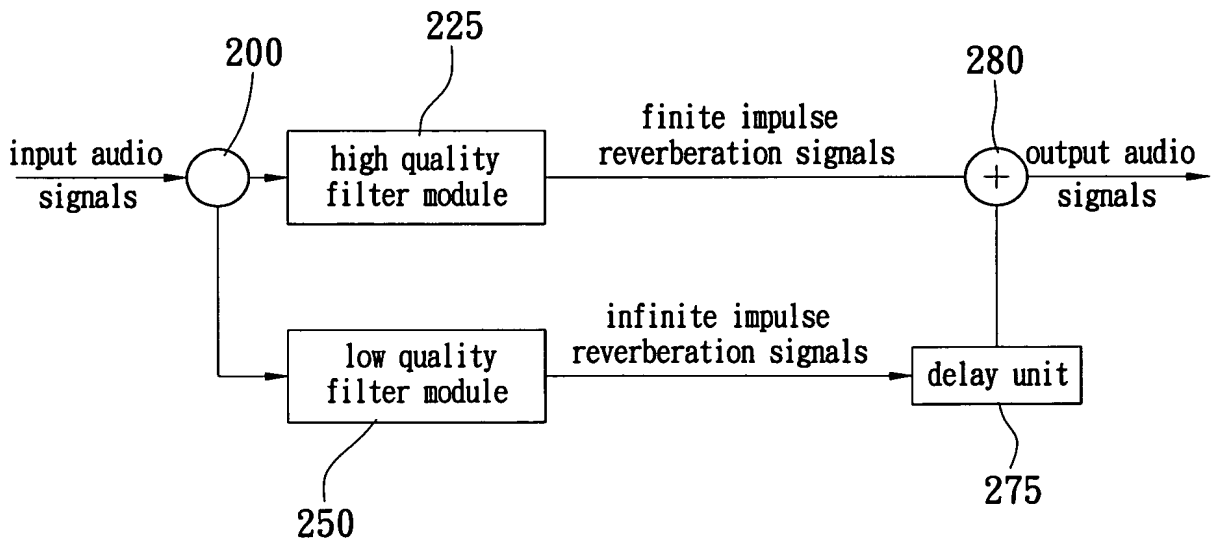 225
200
280
input audio
signals
high quality
filter module
finite impulse
reverberation signals
+
output audio
signals
low quality
filter module
infinite impulse
reverberation signals
delay unit
250
275